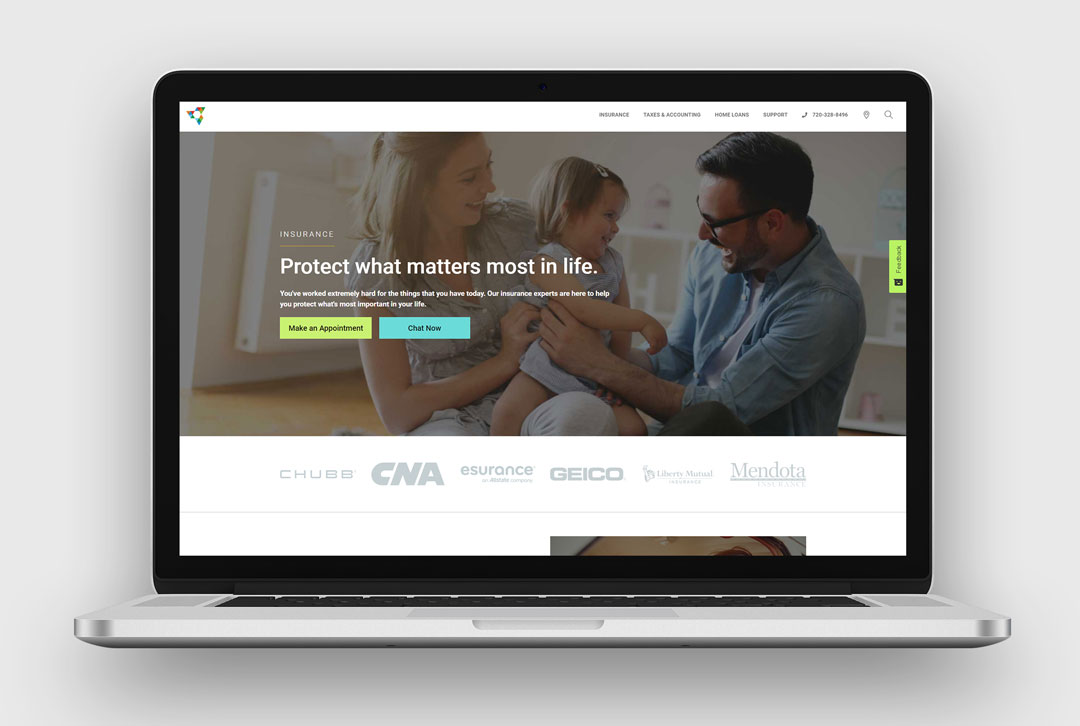 INSURANCE
TAXES & ACCOUNTING
HOME LOANS
SUPPORT
720-328-8496
INSURANCE
Protect what matters most in life.
You've worked extremely hard for the things that you have today. Our insurance experts are here to help
you protect what's most important in your life.
Make an Appointment
Chat Now
Feedback
CHUBB
CNA
esurance
an Allstate company
GEICO
Liberty Mutual
INSURANCE
Mendota
INSURANCE